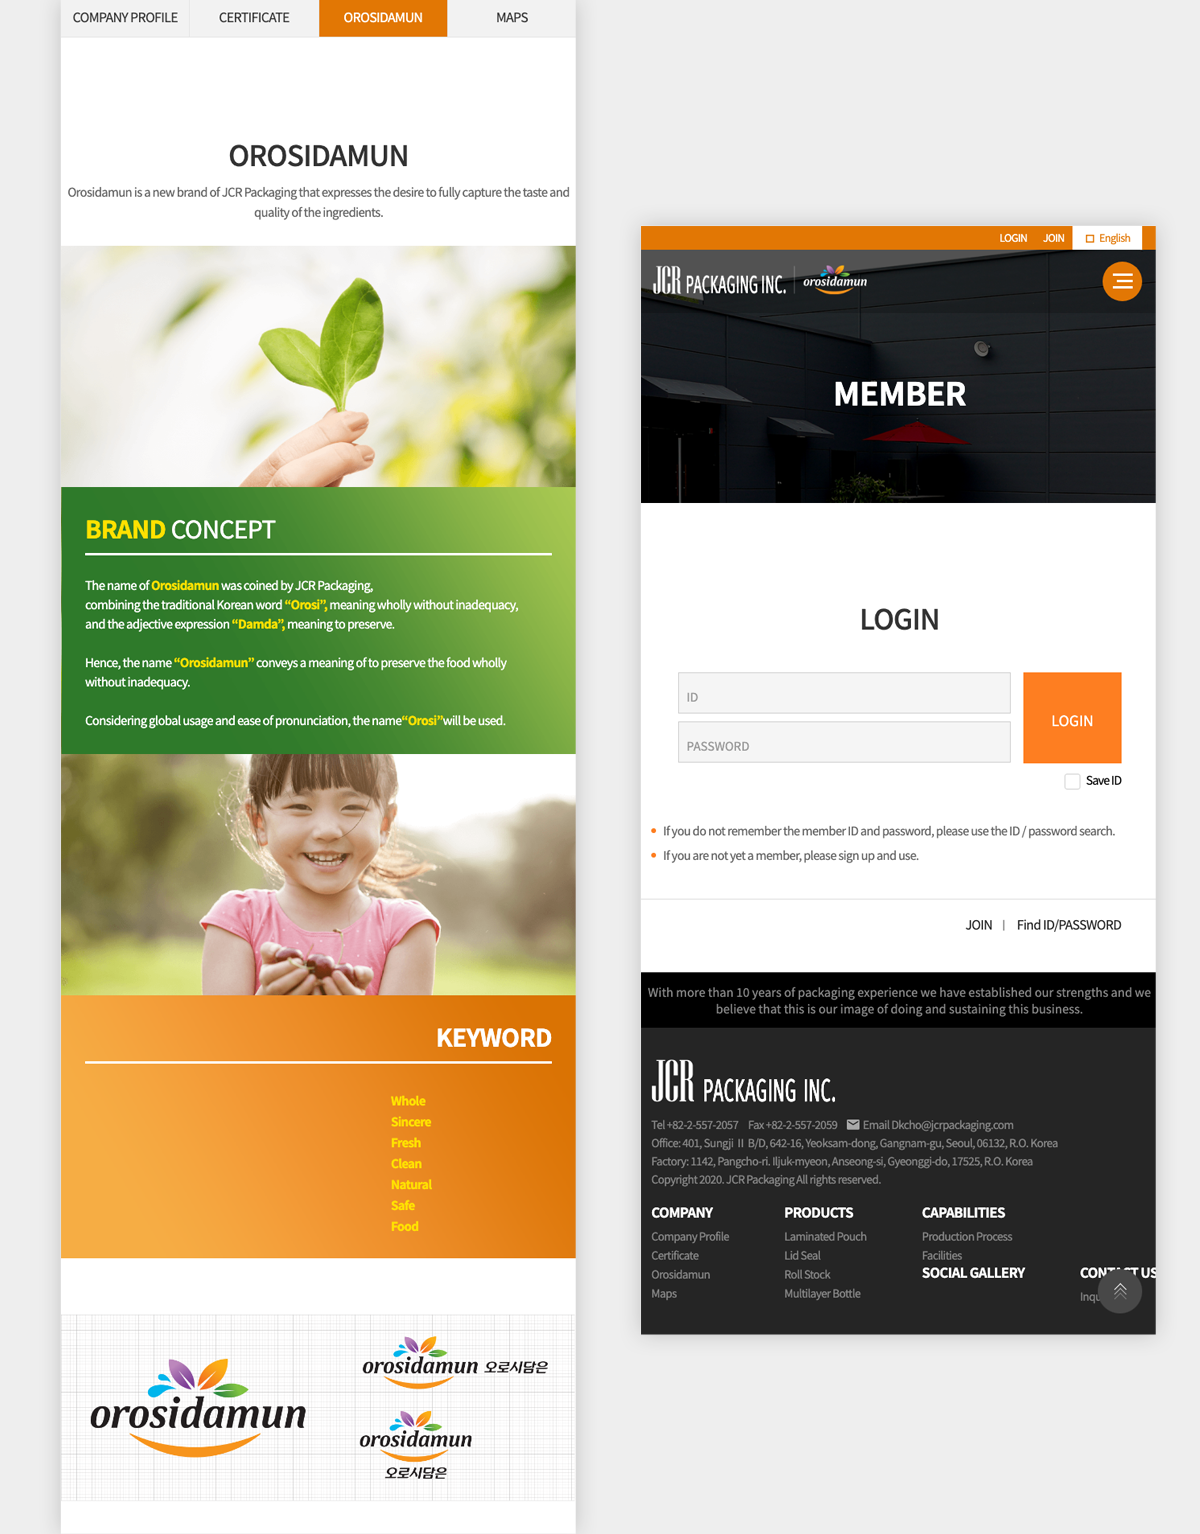 COMPANY PROFILE
CERTIFICATE
OROSIDAMUN
MAPS
OROSIDAMUN
Orosidamun is a new brand of JCR Packaging that expresses the desire to fully capture the taste and
quality of the ingredients.
BRAND CONCEPT
The name of Orosidamun was coined by JCR Packaging,
combining the traditional Korean word “Orosi”, meaning wholly without inadequacy,
and the adjective expression “Damda”, meaning to preserve.
Hence, the name “Orosidamun” conveys a meaning of to preserve the food wholly
without inadequacy.
Considering global usage and ease of pronunciation, the name“Orosi”will be used.
KEYWORD
Whole
Sincere
Fresh
Clean
Natural
Safe
Food
orosidamun
orosidamun 오로시담은
orosidamun
오로시담은
LOGIN JOIN English
JCR PACKAGING INC. orosidamun
MEMBER
LOGIN
ID
PASSWORD
LOGIN
Save ID
If you do not remember the member ID and password, please use the ID / password search.
If you are not yet a member, please sign up and use.
JOIN | Find ID/PASSWORD
With more than 10 years of packaging experience we have established our strengths and we
believe that this is our image of doing and sustaining this business.
JCR PACKAGING INC.
Tel +82-2-557-2057 Fax +82-2-557-2059 Email Dkcho@jcrpackaging.com
Office: 401, Sungji II B/D, 642-16, Yeoksam-dong, Gangnam-gu, Seoul, 06132, R.O. Korea
Factory: 1142, Pangcho-ri. Iljuk-myeon, Anseong-si, Gyeonggi-do, 17525, R.O. Korea
Copyright 2020. JCR Packaging All rights reserved.
COMPANY
Company Profile
Certificate
Orosidamun
Maps
PRODUCTS
Laminated Pouch
Lid Seal
Roll Stock
Multilayer Bottle
CAPABILITIES
Production Process
Facilities
SOCIAL GALLERY
CONTACT US